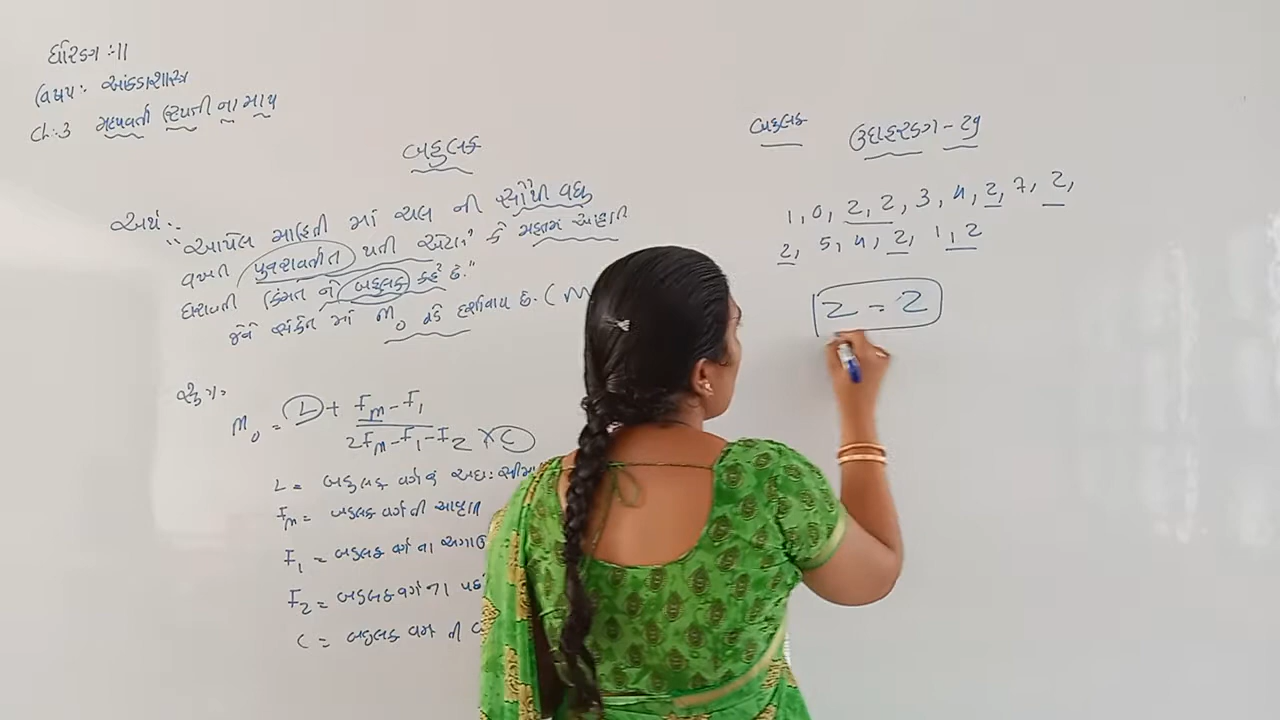 ધોરણ :- 11
વિષય :- આંકડાશાસ્ત્ર
Ch:3 મધ્યવર્તી સ્થિતી ના માપ
બહુલક
અર્થ :-
"આપેલ માહિતી માં ચલ ની સૌથી વધુ
વખત પુનરાવર્તીત થતી
કે મહત્તમ આવૃત્તિ
ધરાવતી કિંમત ને બહુલક કહે છે."
જેને સંકેત માં M₀ વડે દર્શાવાય છે. (M
સૂત્ર:
M₀ = L + Fm - F1 / 2Fm - F1 - F2 × C
L = બહુલક વર્ગની અધ: સીમા
Fm = બહુલક વર્ગની આવૃત્તિ
F1 = બહુલક વર્ગ ના
F2 = બહુલક વર્ગ ના
C = બહુલક વર્ગ ની
બહુલક
ઉદાહરણ - 29
1, 0, 2, 2, 3, 4, 2, 7, 2,
2, 5, 4, 2, 1, 2
2 = 2